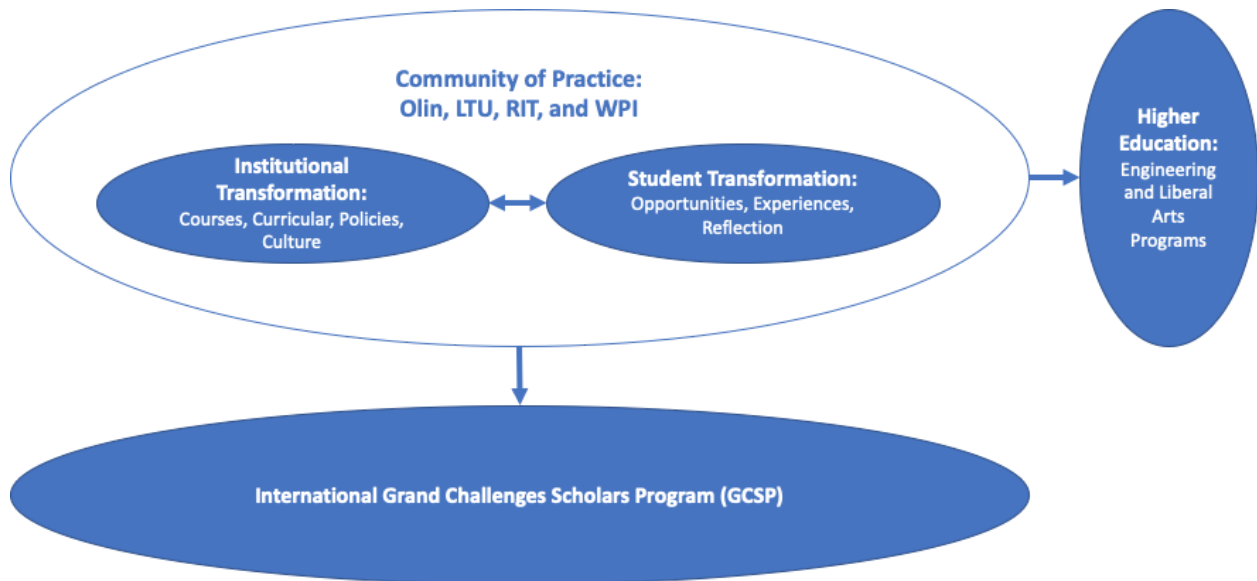 Community of Practice:
Olin, LTU, RIT, and WPI
Institutional
Transformation:
Courses, Curricular, Policies,
Culture
Student Transformation:
Opportunities, Experiences,
Reflection
Higher
Education:
Engineering
and Liberal
Arts
Programs
International Grand Challenges Scholars Program (GCSP)